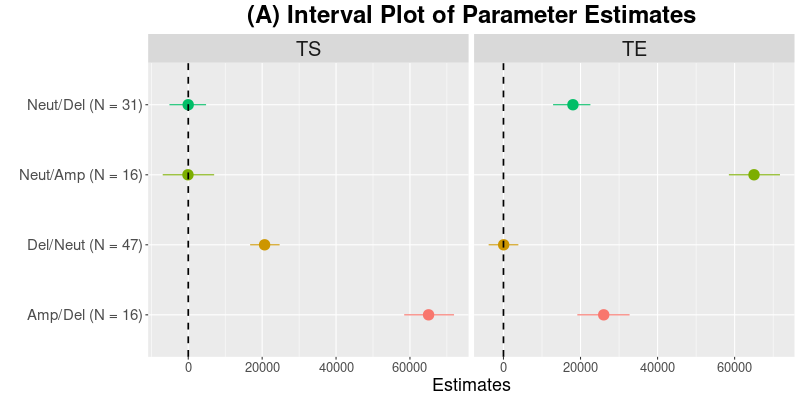 (A) Interval Plot of Parameter Estimates
TS
TE
Neut/Del (N = 31)
Neut/Amp (N = 16)
Del/Neut (N = 47)
Amp/Del (N = 16)
0 20000 40000 60000
0 20000 40000 60000
Estimates